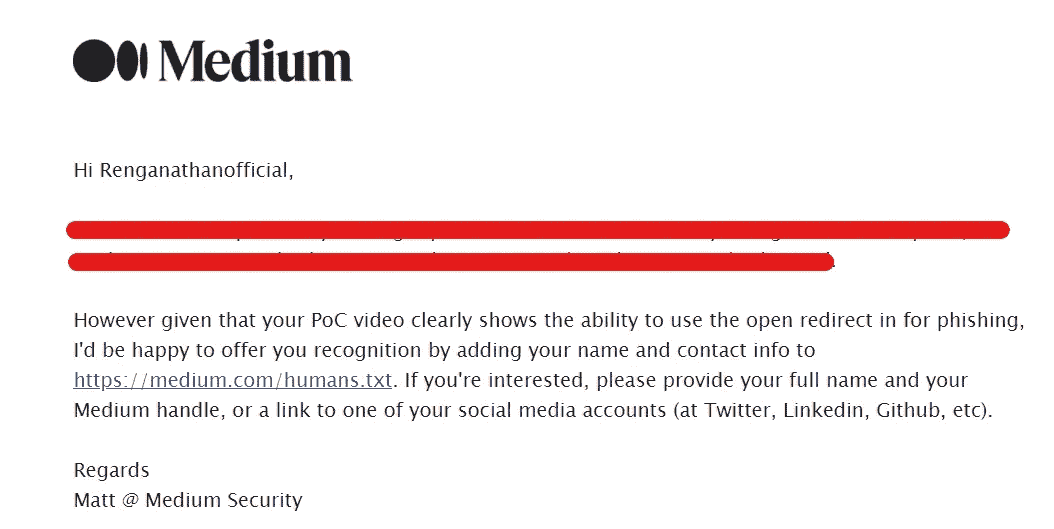 Medium
Hi Renganathanofficial,
However given that your PoC video clearly shows the ability to use the open redirect in for phishing,
I'd be happy to offer you recognition by adding your name and contact info to
https://medium.com/humans.txt. If you're interested, please provide your full name and your
Medium handle, or a link to one of your social media accounts (at Twitter, Linkedin, Github, etc).
Regards
Matt @ Medium Security